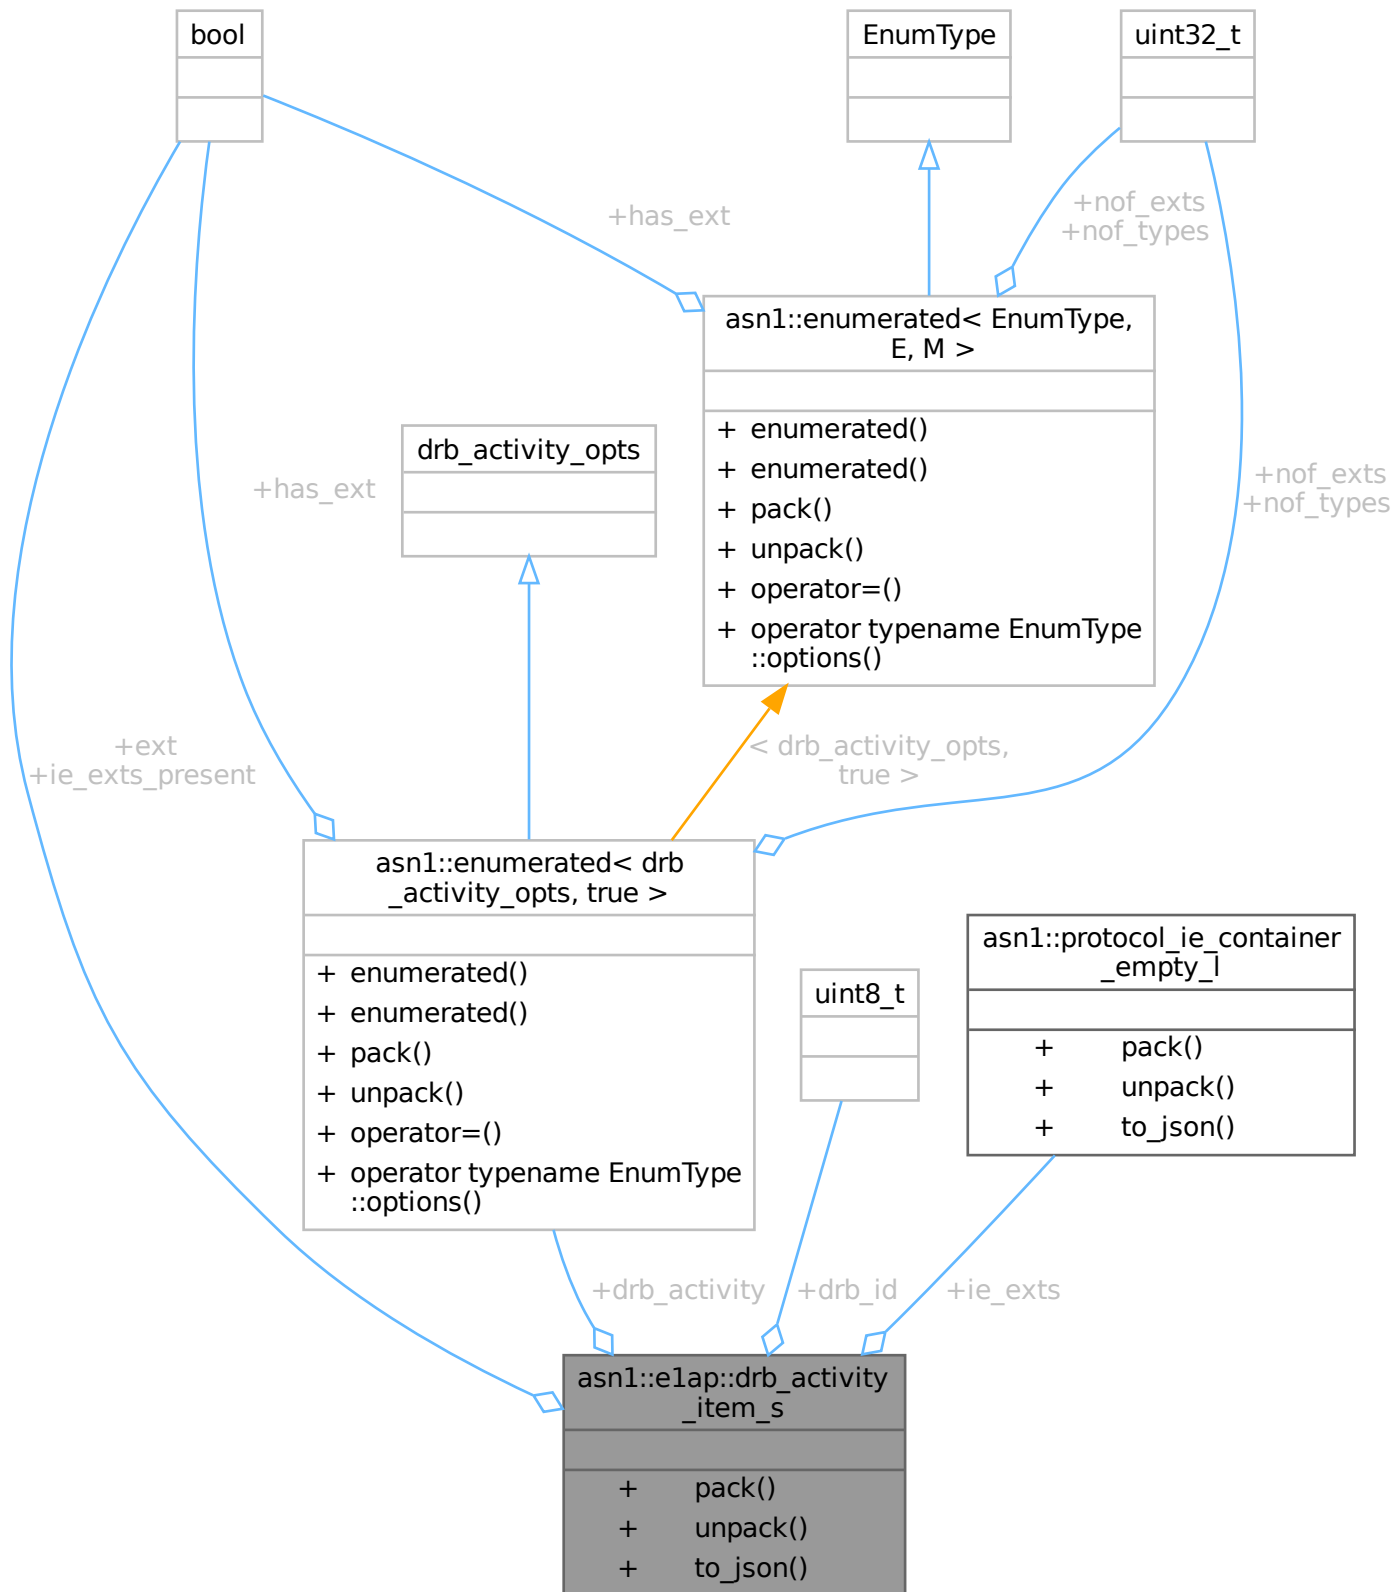 bool
EnumType
uint32_t
+has_ext
+nof_exts
+nof_types
asn1::enumerated< EnumType,
E, M >
+ enumerated()
+ enumerated()
+ pack()
+ unpack()
+ operator=()
+ operator typename EnumType
::options()
drb_activity_opts
+has_ext
+nof_exts
+nof_types
+ext
+ie_exts_present
< drb_activity_opts,
true >
asn1::enumerated< drb
_activity_opts, true >
+ enumerated()
+ enumerated()
+ pack()
+ unpack()
+ operator=()
+ operator typename EnumType
::options()
uint8_t
asn1::protocol_ie_container
_empty_l
+ pack()
+ unpack()
+ to_json()
+drb_activity
+drb_id
+ie_exts
asn1::e1ap::drb_activity
_item_s
+ pack()
+ unpack()
+ to_json()